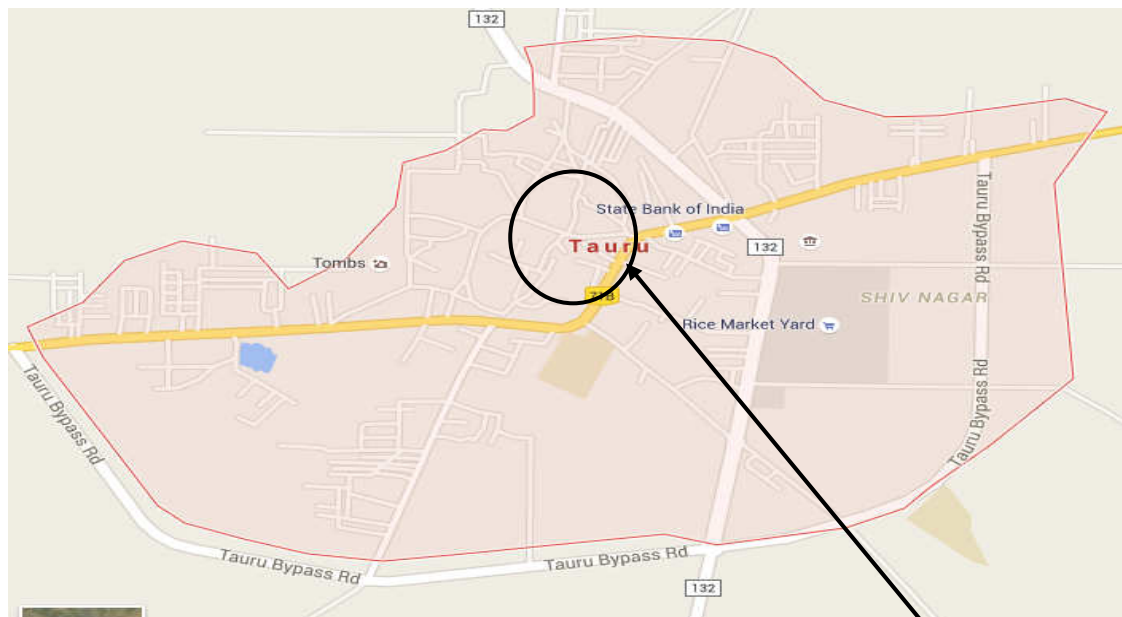 132
State Bank of India
Tauru
132
Tombs
71B
SHIV NAGAR
Rice Market Yard
Tauru Bypass Rd
Tauru Bypass Rd
Tauru Bypass Rd
Tauru Bypass Rd
Tauru Bypass Rd
132